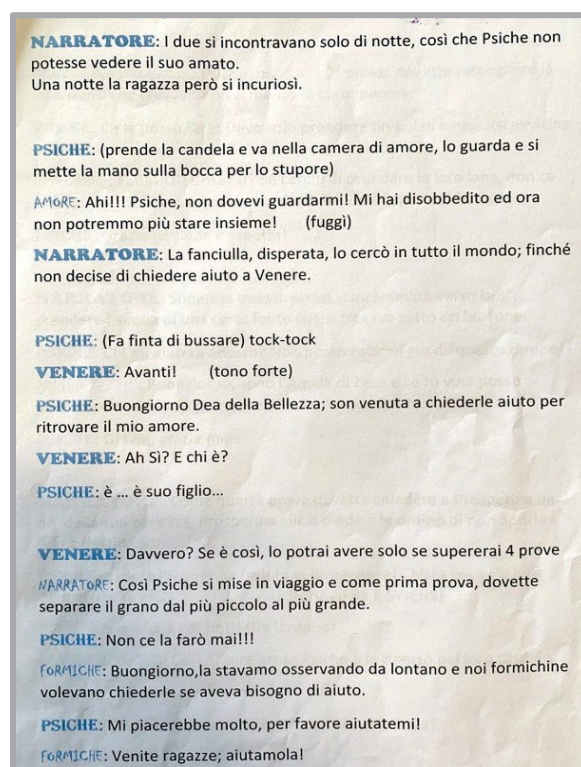 NARRATORE: I due si incontravano solo di notte, così che Psiche non
potesse vedere il suo amato.
Una notte la ragazza però si incuriosì.
PSICHE: (prende la candela e va nella camera di amore, lo guarda e si
mette la mano sulla bocca per lo stupore)
AMORE: Ahi!!! Psiche, non dovevi guardarmi! Mi hai disobbedito ed ora
non potremmo più stare insieme! (fuggì)
NARRATORE: La fanciulla, disperata, lo cercò in tutto il mondo; finché
non decise di chiedere aiuto a Venere.
PSICHE: (Fa finta di bussare) tock-tock
VENERE: Avanti! (tono forte)
PSICHE: Buongiorno Dea della Bellezza; son venuta a chiederle aiuto per
ritrovare il mio amore.
VENERE: Ah Sì? E chi è?
PSICHE: è ... è suo figlio...
VENERE: Davvero? Se è così, lo potrai avere solo se supererai 4 prove
NARRATORE: Così Psiche si mise in viaggio e come prima prova, dovette
separare il grano dal più piccolo al più grande.
PSICHE: Non ce la farò mai!!!
FORMICHE: Buongiorno,la stavamo osservando da lontano e noi formichine
volevano chiederle se aveva bisogno di aiuto.
PSICHE: Mi piacerebbe molto, per favore aiutatemi!
FORMICHE: Venite ragazze; aiutamola!